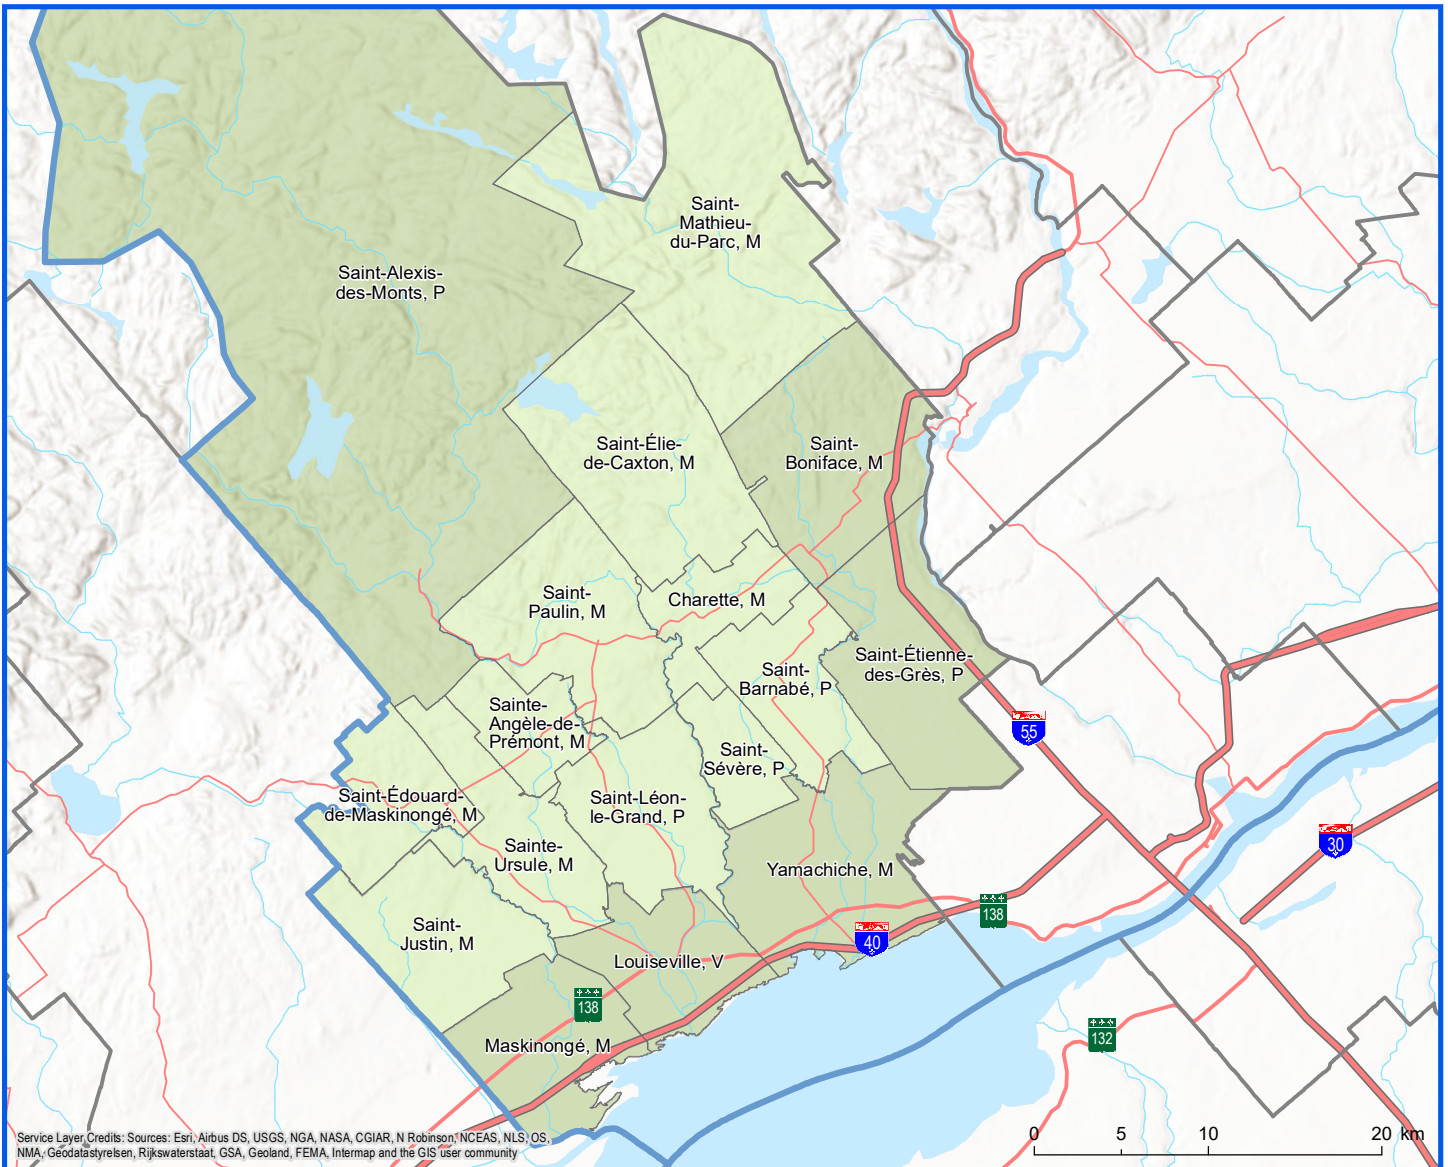 Saint-
Mathieu-
du-Parc, M
Saint-Alexis-
des-Monts, P
Saint-Élie-
de-Caxton, M
Saint-
Boniface, M
Saint-
Paulin, M
Charette, M
Saint-Étienne-
des-Grès, P
Saint-
Barnabé, P
Sainte-
Angèle-de-
Prémont, M
55
Saint-
Sévère, P
Saint-Édouard-
de-Maskinongé, M
Saint-Léon-
le-Grand, P
30
Sainte-
Ursule, M
Yamachiche, M
138
Saint-
Justin, M
40
Louiseville, V
138
132
Maskinongé, M
0 5 10 20 km
Service Layer Credits: Sources: Esri, Airbus DS, USGS, NGA, NASA, CGIAR, N Robinson, NCEAS, NLS, OS,
NMA, Geodatastyrelsen, Rijkswaterstaat, GSA, Geoland, FEMA, Intermap and the GIS user community